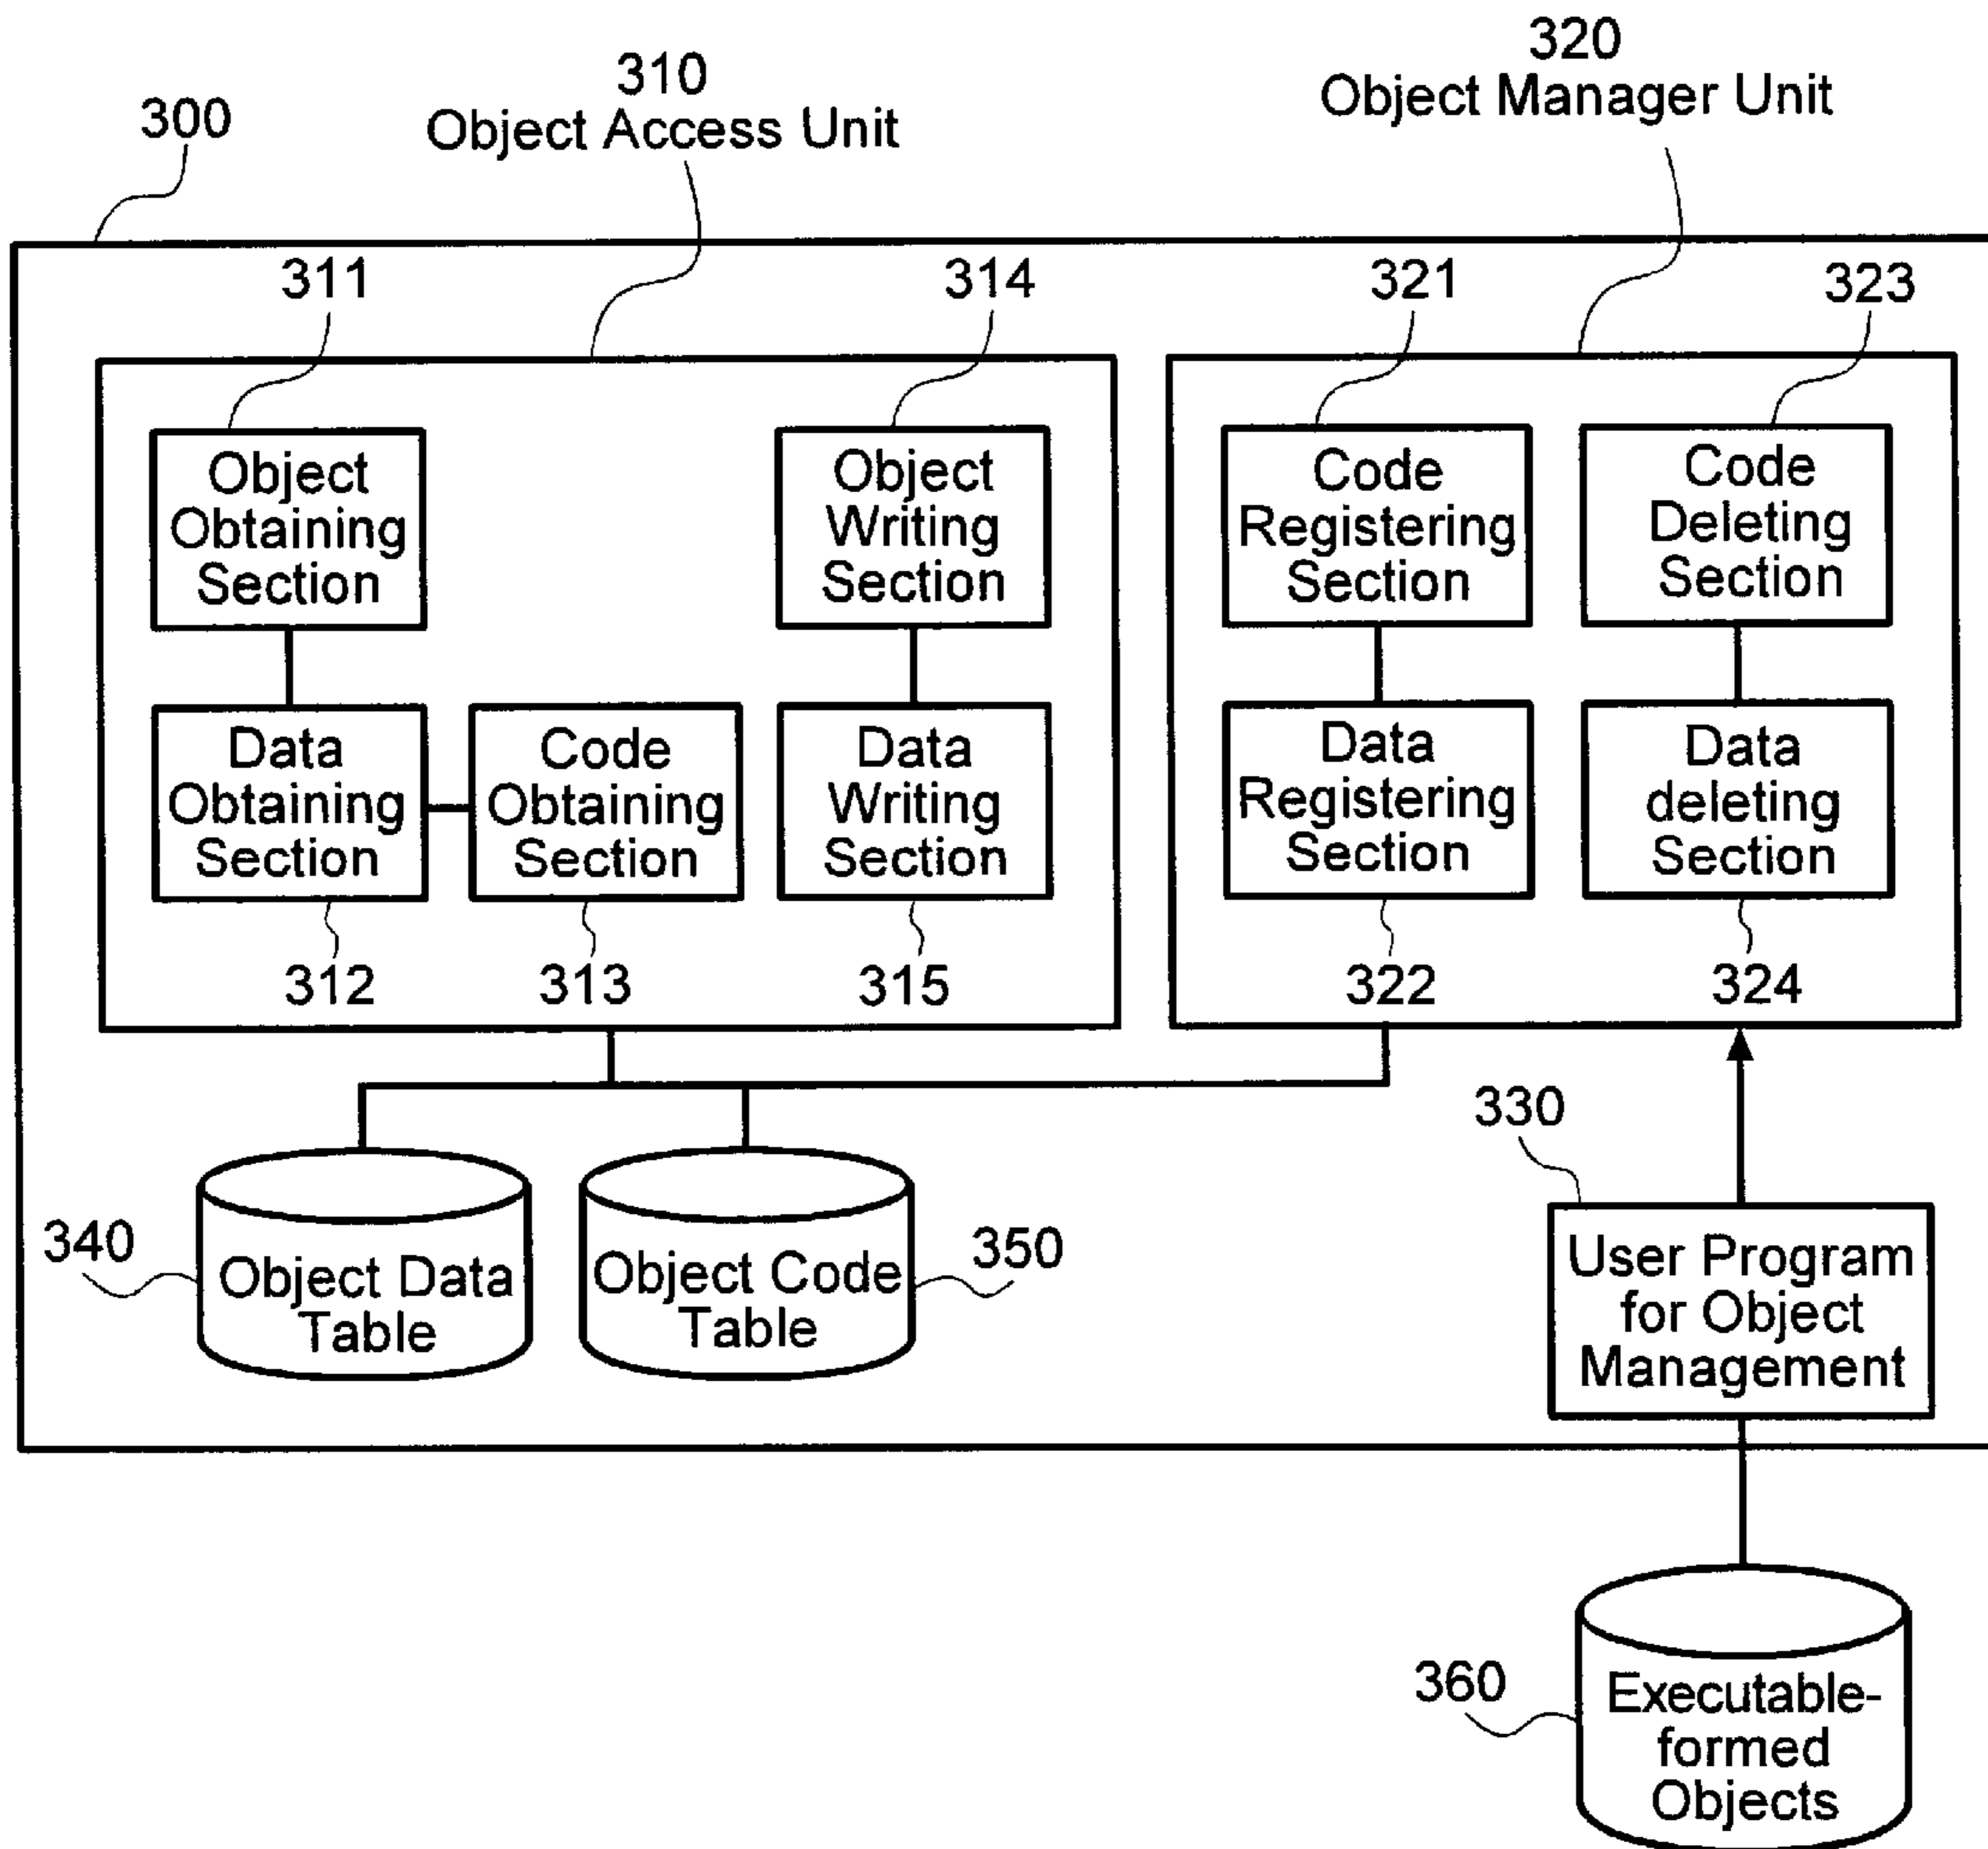 300
310
Object Access Unit
320
Object Manager Unit
311
314
321
323
Object
Obtaining
Section
Object
Writing
Section
Code
Registering
Section
Code
Deleting
Section
Data
Obtaining
Section
Code
Obtaining
Section
Data
Writing
Section
Data
Registering
Section
Data
deleting
Section
312
313
315
322
324
330
340
Object Data
Table
Object Code
Table
350
User Program
for Object
Management
360
Executable-
formed
Objects